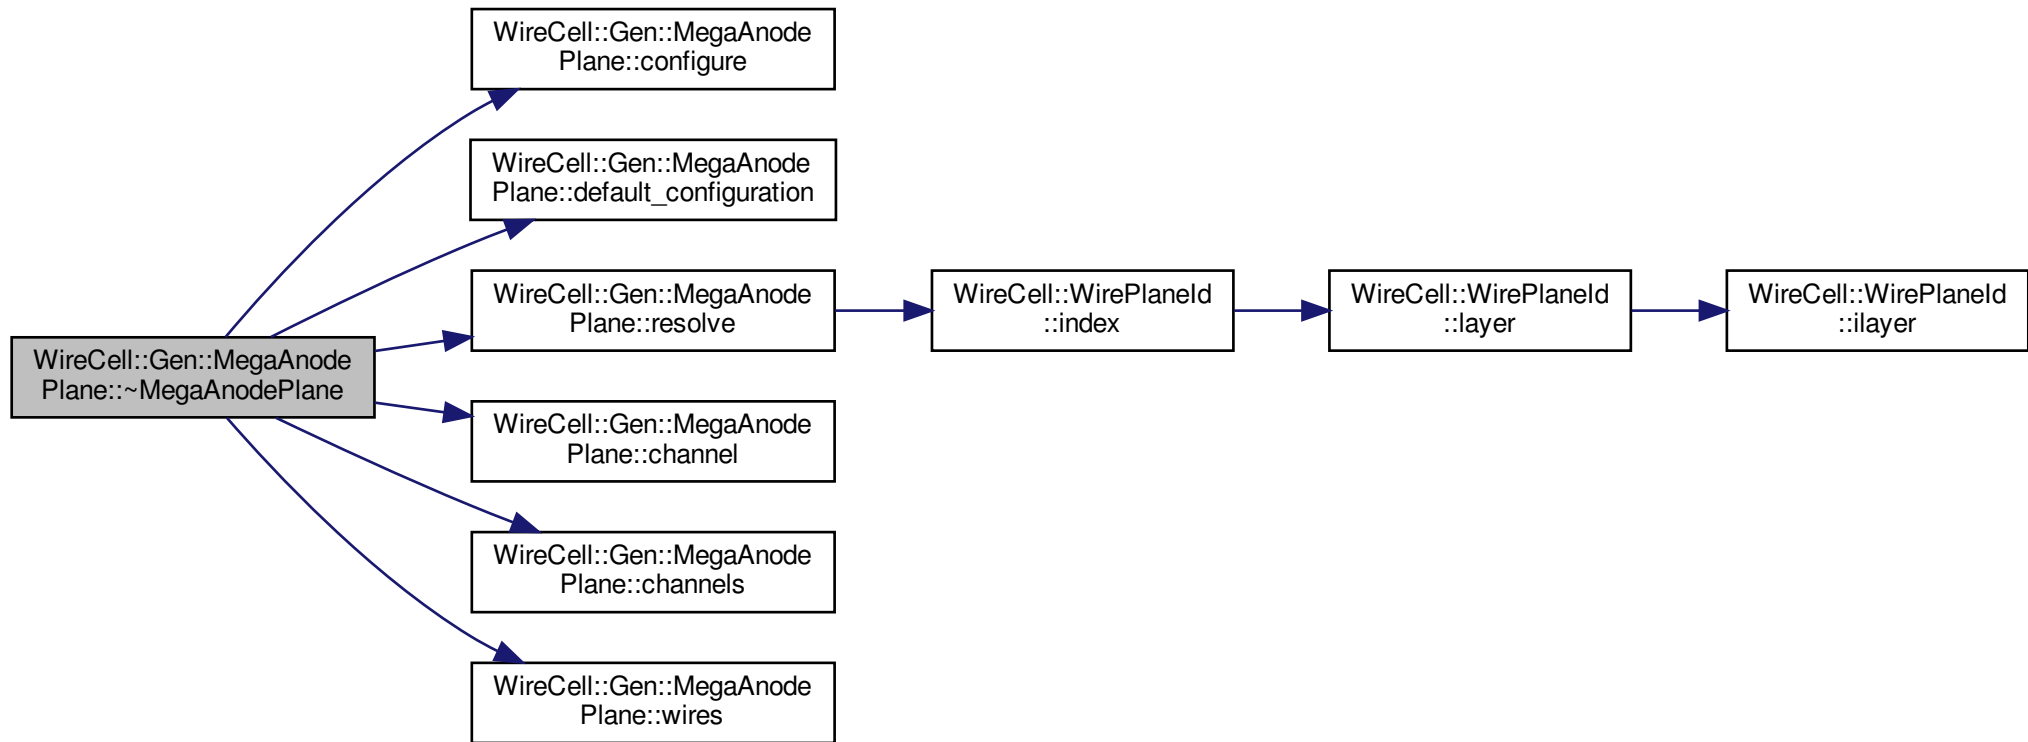 WireCell::Gen::MegaAnode
Plane::~MegaAnodePlane
WireCell::Gen::MegaAnode
Plane::configure
WireCell::Gen::MegaAnode
Plane::default_configuration
WireCell::Gen::MegaAnode
Plane::resolve
WireCell::WirePlaneId
::index
WireCell::WirePlaneId
::layer
WireCell::WirePlaneId
::ilayer
WireCell::Gen::MegaAnode
Plane::channel
WireCell::Gen::MegaAnode
Plane::channels
WireCell::Gen::MegaAnode
Plane::wires